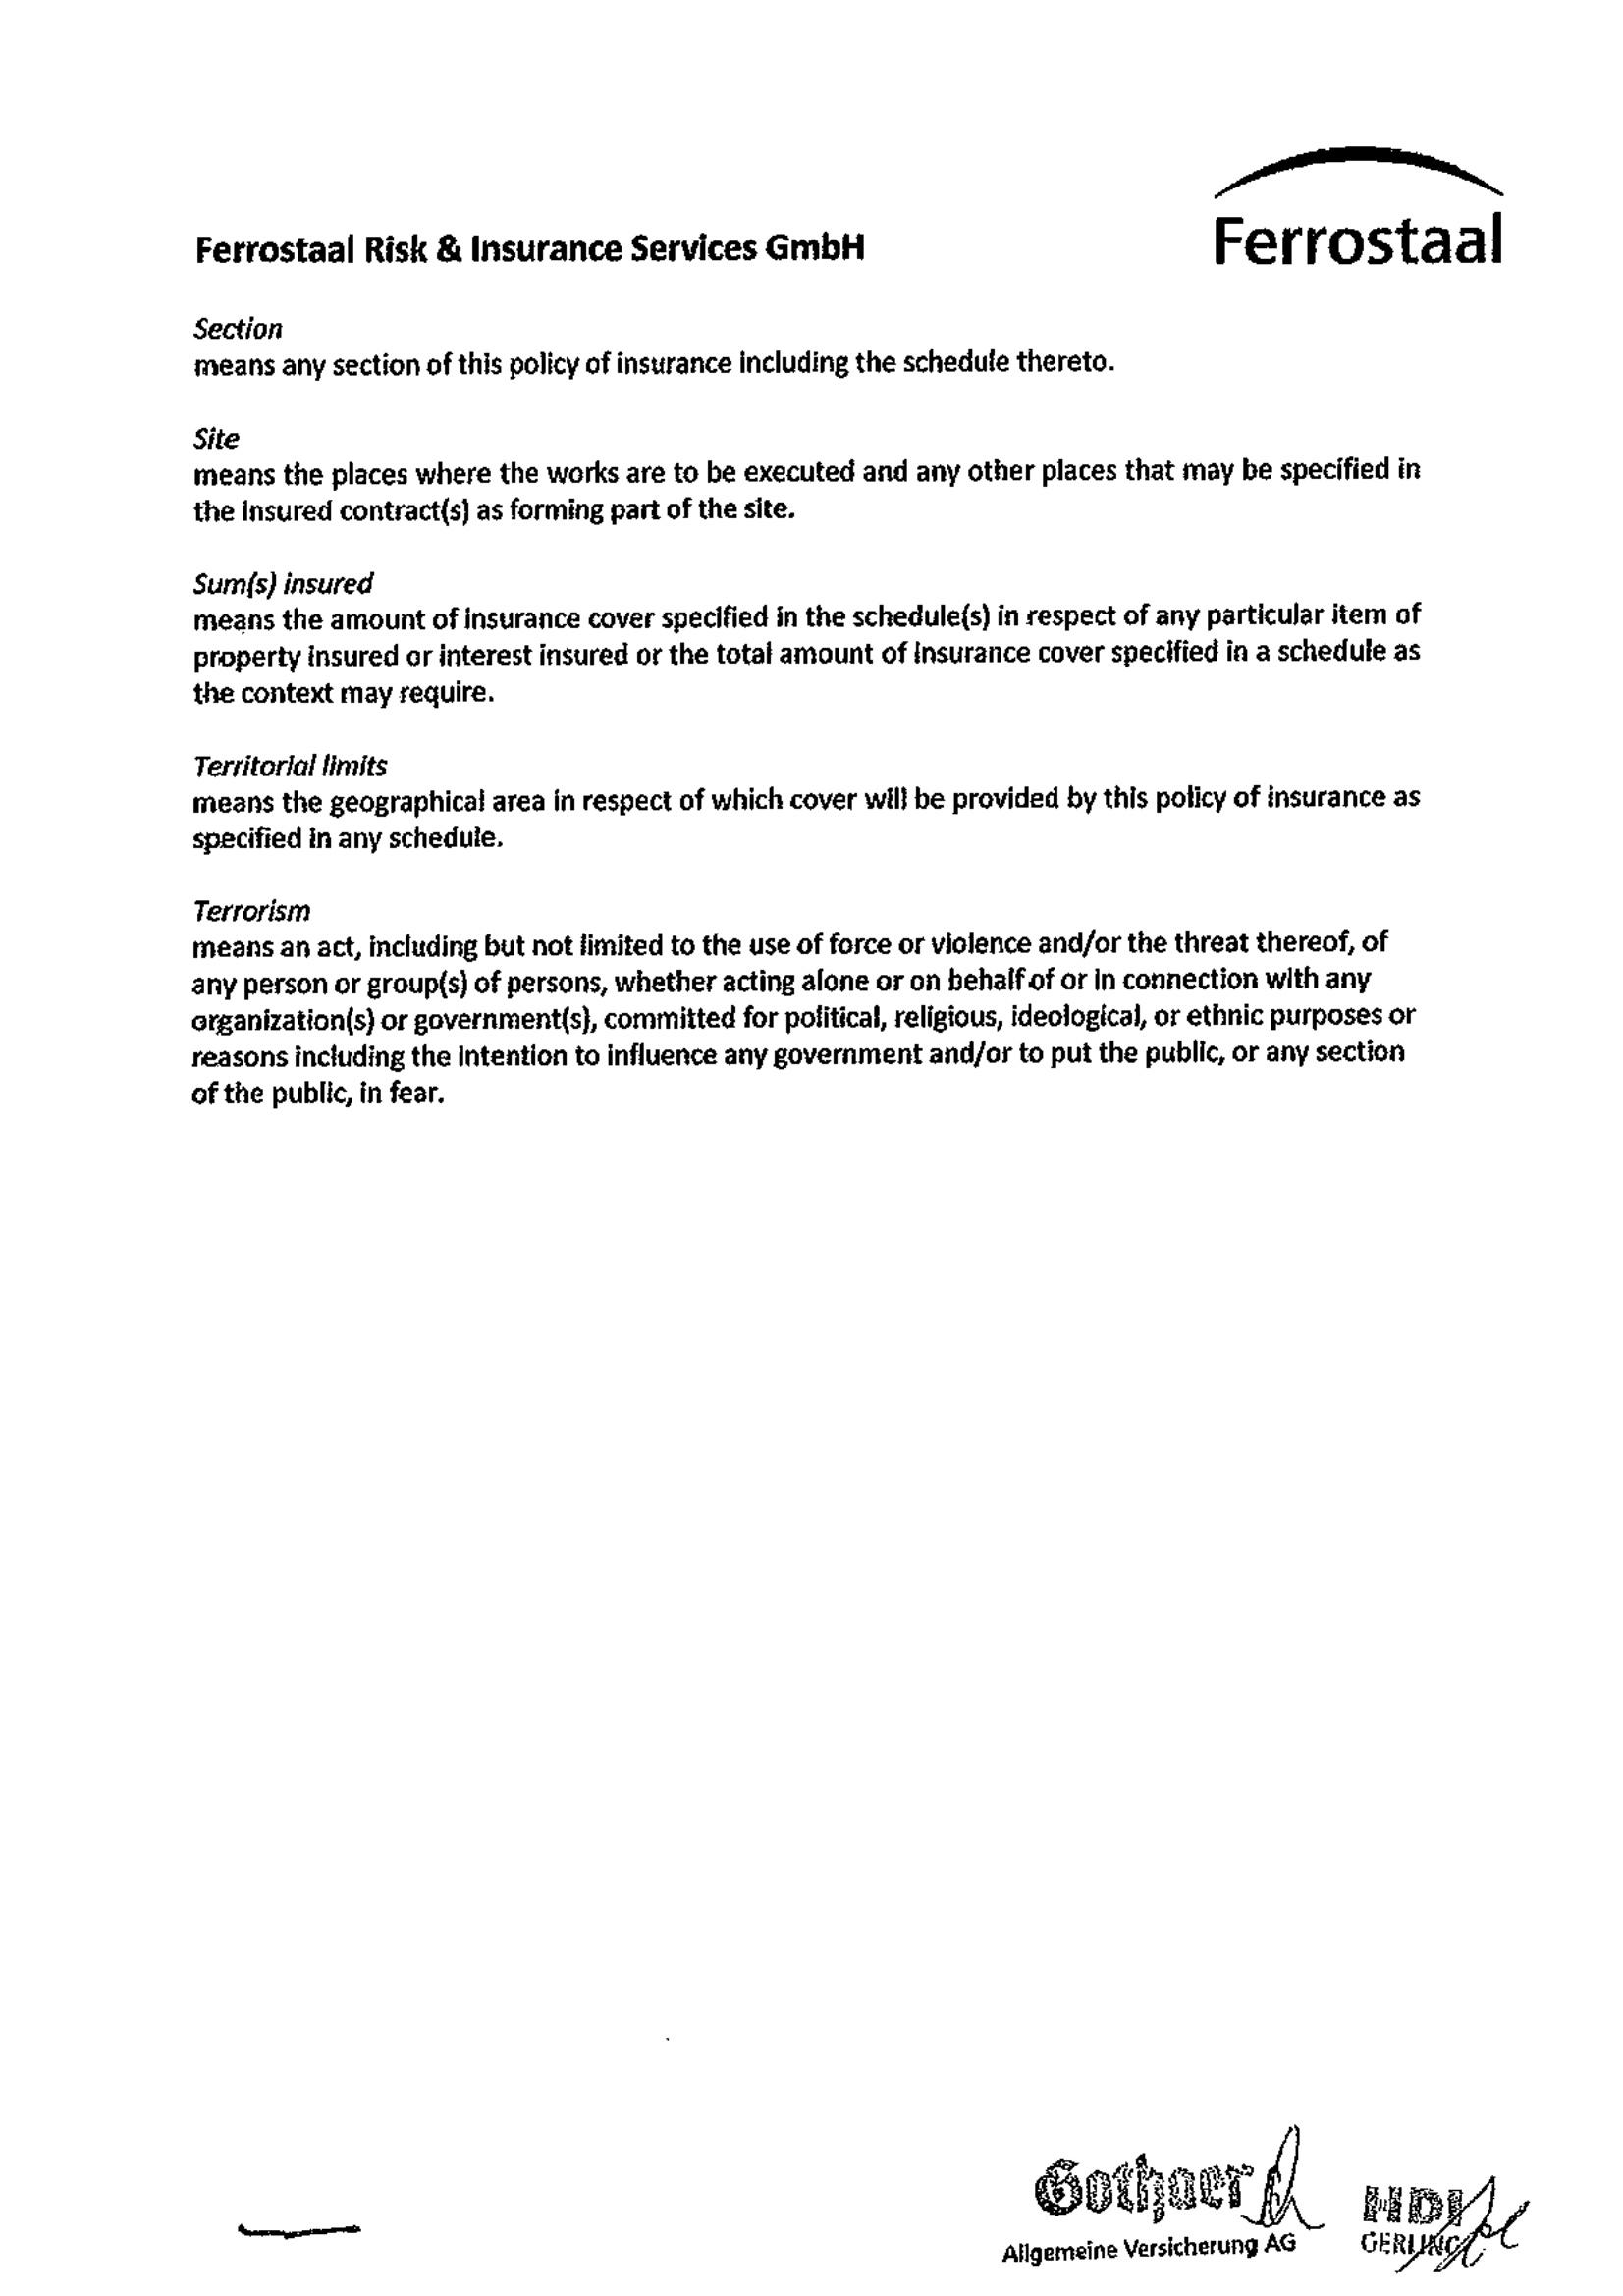 Ferrostaal Risk & Insurance Services GmbH
Ferrostaal
Section
means any section of this policy of insurance including the schedule thereto.
Site
means the places where the works are to be executed and any other places that may be specified in
the insured contract(s) as forming part of the site.
Sum(s) insured
means the amount of insurance cover specified in the schedule(s) in respect of any particular item of
property insured or interest insured or the total amount of insurance cover specified in a schedule as
the context may require.
Territorial limits
means the geographical area in respect of which cover will be provided by this policy of insurance as
specified in any schedule.
Terrorism
means an act, including but not limited to the use of force or violence and/or the threat thereof, of
any person or group(s) of persons, whether acting alone or on behalf of or in connection with any
organization(s) or government(s), committed for political, religious, ideological, or ethnic purposes or
reasons including the intention to influence any government and/or to put the public, or any section
of the public, in fear.
Gothaer
Allgemeine Versicherung AG
HDI
GERLING